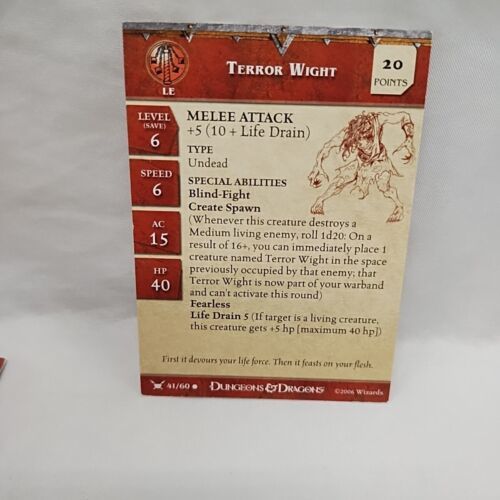 TERROR WIGHT
20
POINTS
LE
LEVEL
(SAVE)
6
SPEED
6
AC
15
HP
40
MELEE ATTACK
+5 (10 + Life Drain)
TYPE
Undead
SPECIAL ABILITIES
Blind-Fight
Create Spawn
(Whenever this creature destroys a
Medium living enemy, roll 1d20: On a
result of 16+, you can immediately place 1
creature named Terror Wight in the space
previously occupied by that enemy; that
Terror Wight is now part of your warband
and can't activate this round)
Fearless
Life Drain 5 (If target is a living creature,
this creature gets +5 hp [maximum 40 hp])
First it devours your life force. Then it feasts on your flesh.
41/60 ●
DUNGEONS & DRAGONS
©2006 Wizards